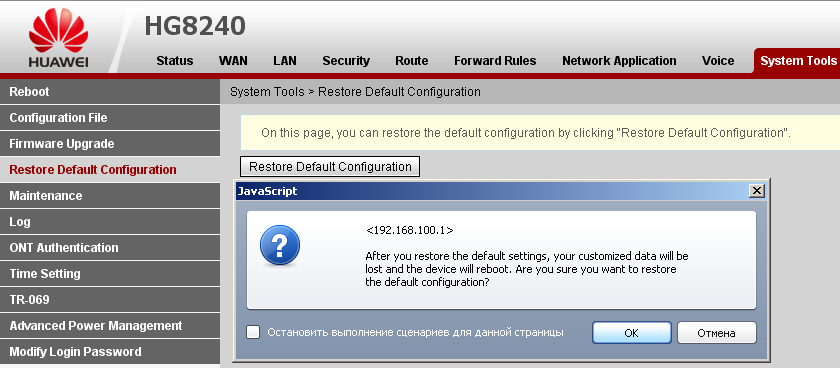 HUAWEI
HG8240
Status WAN LAN Security Route Forward Rules Network Application Voice System Tools
Reboot
Configuration File
Firmware Upgrade
Restore Default Configuration
Maintenance
Log
ONT Authentication
Time Setting
TR-069
Advanced Power Management
Modify Login Password
System Tools > Restore Default Configuration
On this page, you can restore the default configuration by clicking "Restore Default Configuration".
Restore Default Configuration
JavaScript
<192.168.100.1>
After you restore the default settings, your customized data will be
lost and the device will reboot. Are you sure you want to restore
the default configuration?
Остановить выполнение сценариев для данной страницы
OK
Отмена